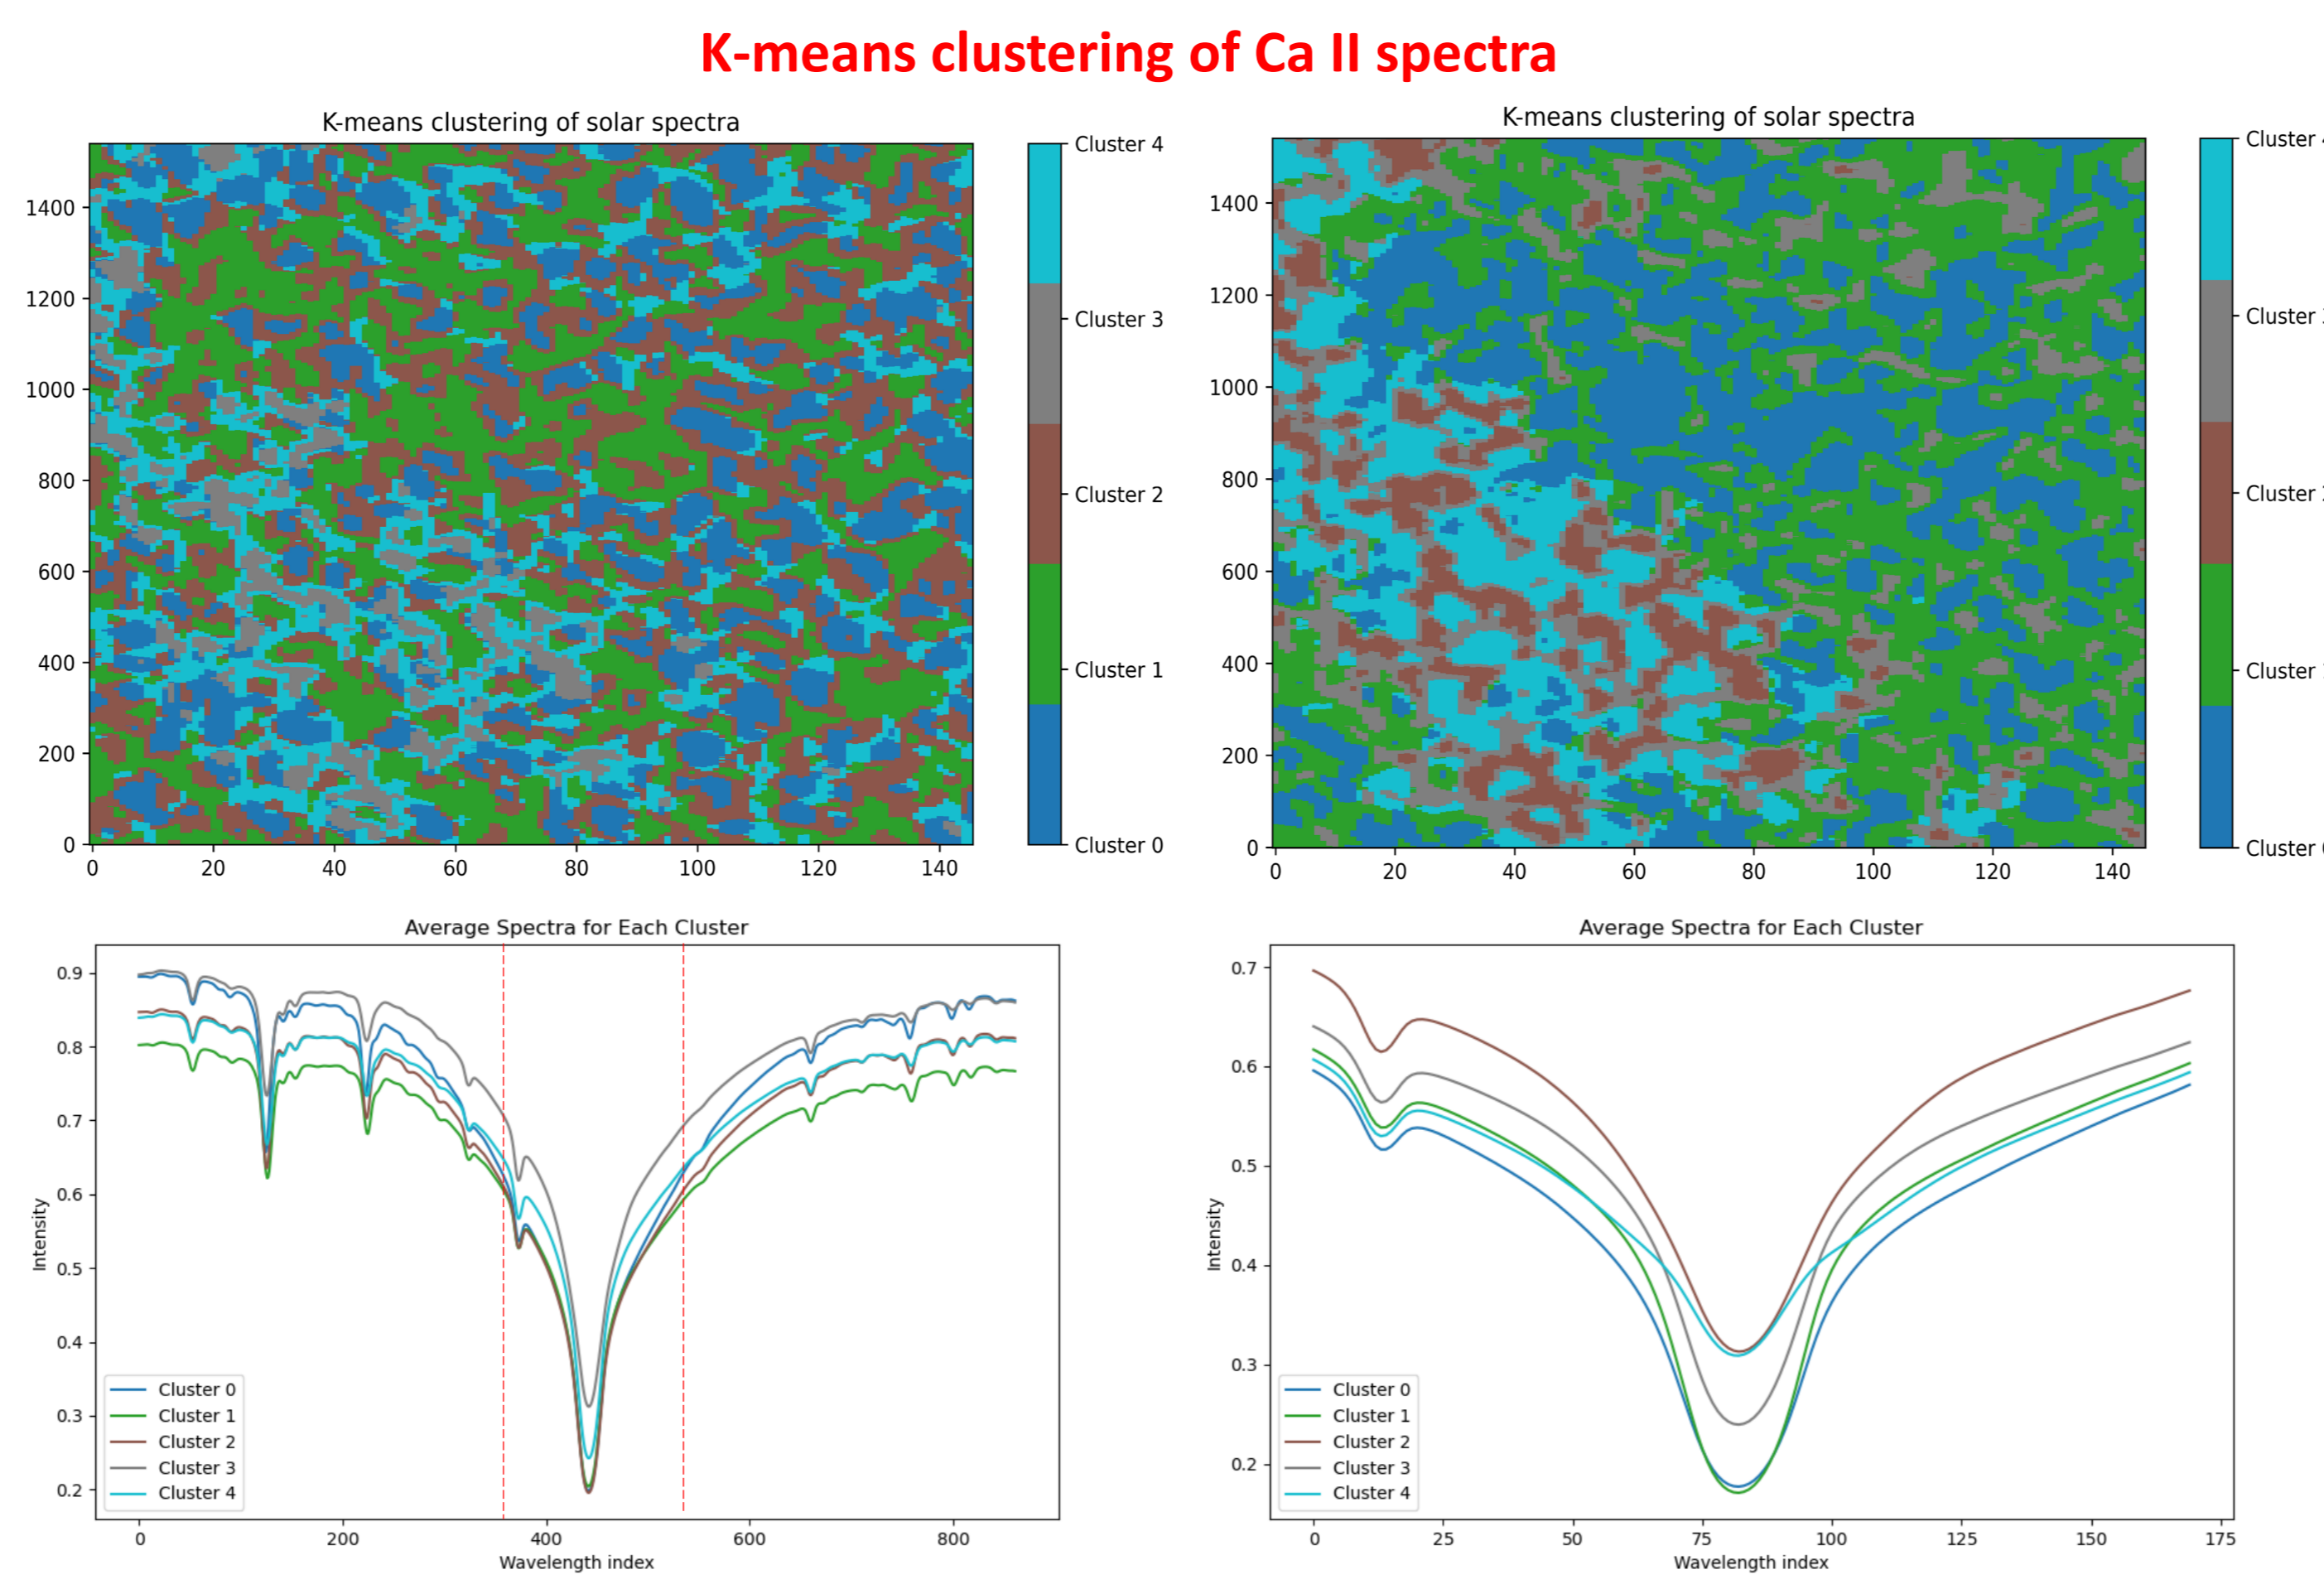 K-means clustering of Ca II spectra
K-means clustering of solar spectra
1400
1200
1000
800
600
400
200
0
0 20 40 60 80 100 120 140
Cluster 4
Cluster 3
Cluster 2
Cluster 1
Cluster 0
K-means clustering of solar spectra
1400
1200
1000
800
600
400
200
0
0 20 40 60 80 100 120 140
Cluster
Cluster
Cluster
Cluster
Cluster
Average Spectra for Each Cluster
Intensity
0.9
0.8
0.7
0.6
0.5
0.4
0.3
0.2
Cluster 0
Cluster 1
Cluster 2
Cluster 3
Cluster 4
0 200 400 600 800
Wavelength index
Average Spectra for Each Cluster
Intensity
0.7
0.6
0.5
0.4
0.3
0.2
Cluster 0
Cluster 1
Cluster 2
Cluster 3
Cluster 4
0 25 50 75 100 125 150 175
Wavelength index